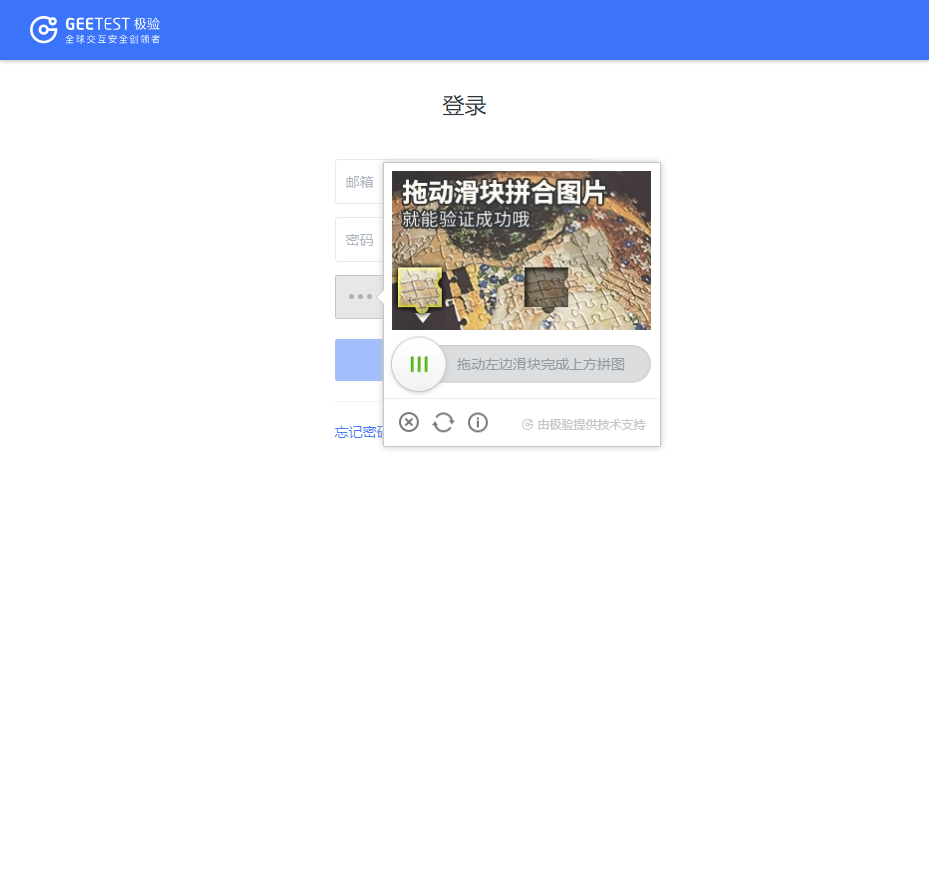 GEETEST 极验
全球交互安全创领者
登录
邮箱
密码
拖动滑块拼合图片
就能验证成功哦
拖动左边滑块完成上方拼图
忘记密
由极验提供技术支持